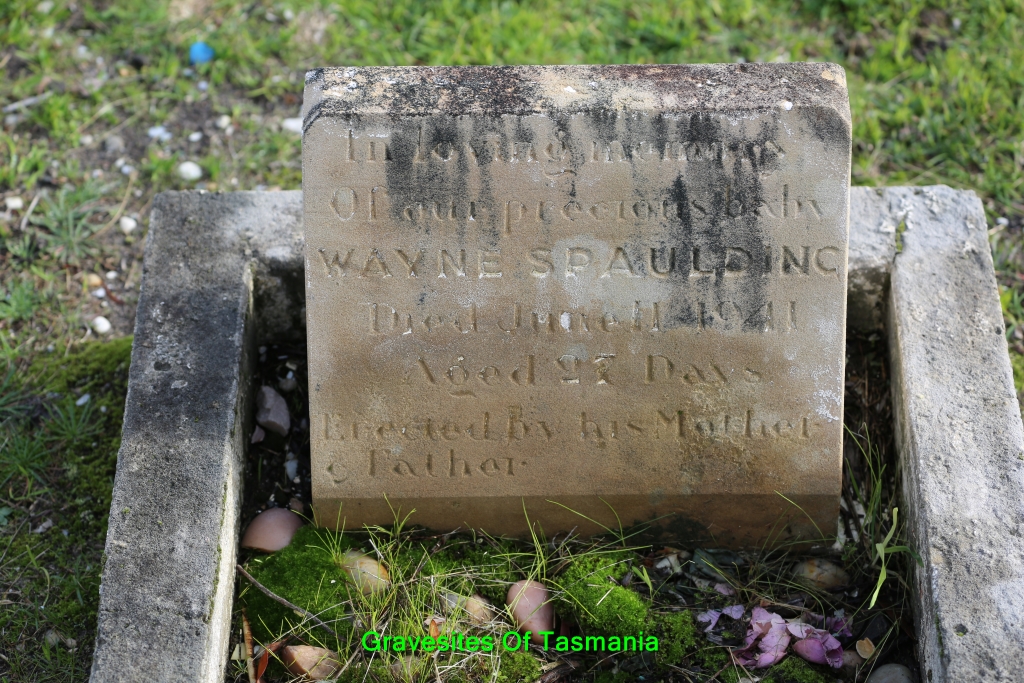 In loving memory
Of our precious baby
WAYNE SPAULDING
Died June 11 1941
Aged 27 Days
Erected by his Mother
& Father
Gravesites Of Tasmania